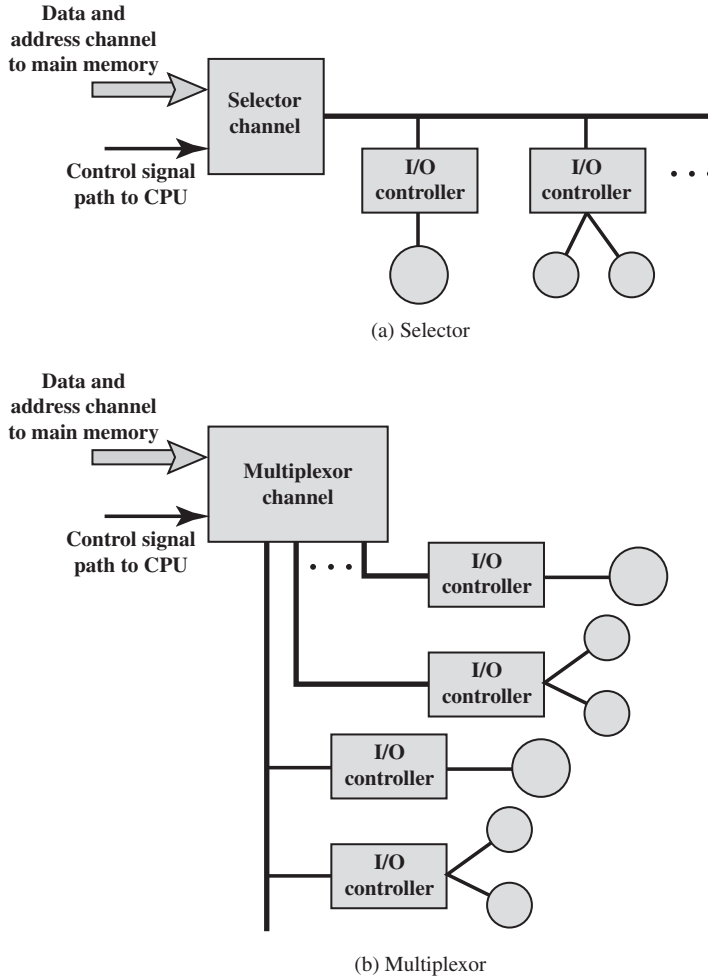 Data and
address channel
to main memory
Selector
channel
Control signal
path to CPU
I/O
controller
I/O
controller
• • •
(a) Selector
Data and
address channel
to main memory
Multiplexor
channel
Control signal
path to CPU
• • •
I/O
controller
I/O
controller
I/O
controller
I/O
controller
(b) Multiplexor